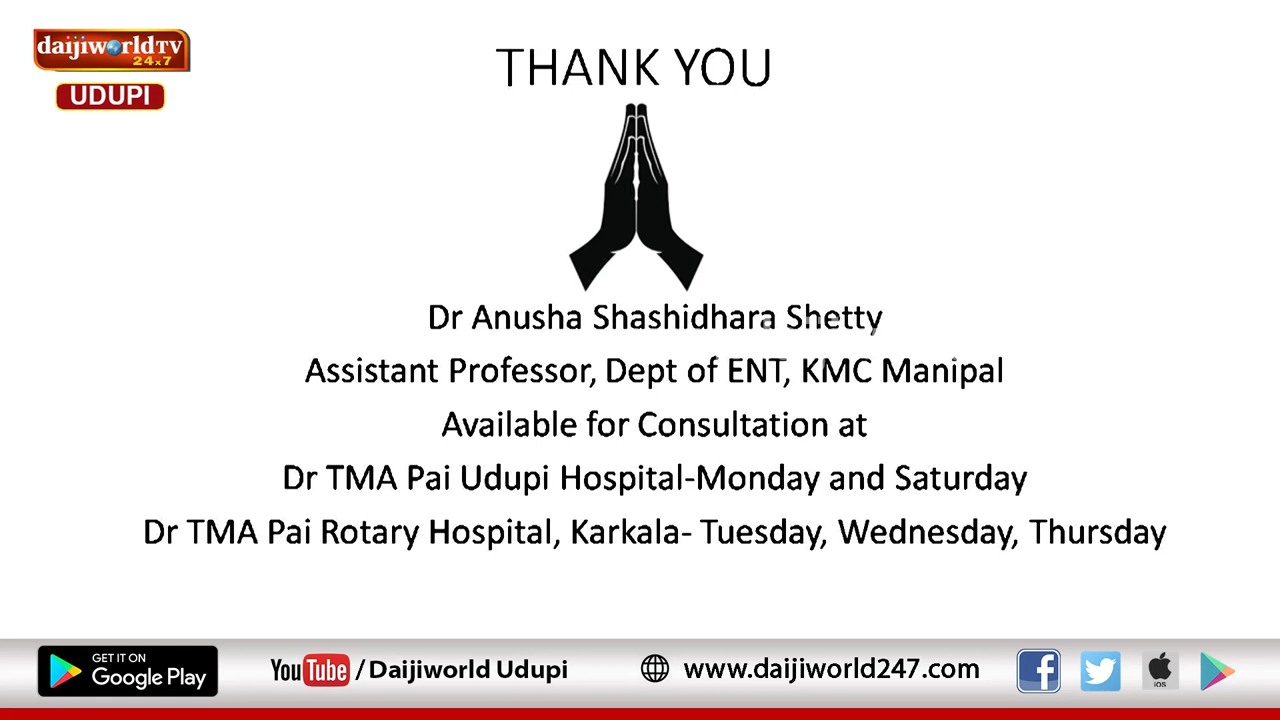 daijiworldTV
24x7
UDUPI
THANK YOU
Dr Anusha Shashidhara Shetty
Assistant Professor, Dept of ENT, KMC Manipal
Available for Consultation at
Dr TMA Pai Udupi Hospital-Monday and Saturday
Dr TMA Pai Rotary Hospital, Karkala- Tuesday, Wednesday, Thursday
GET IT ON
Google Play
YouTube /Daijiworld Udupi
www.daijiworld247.com
f
iOS